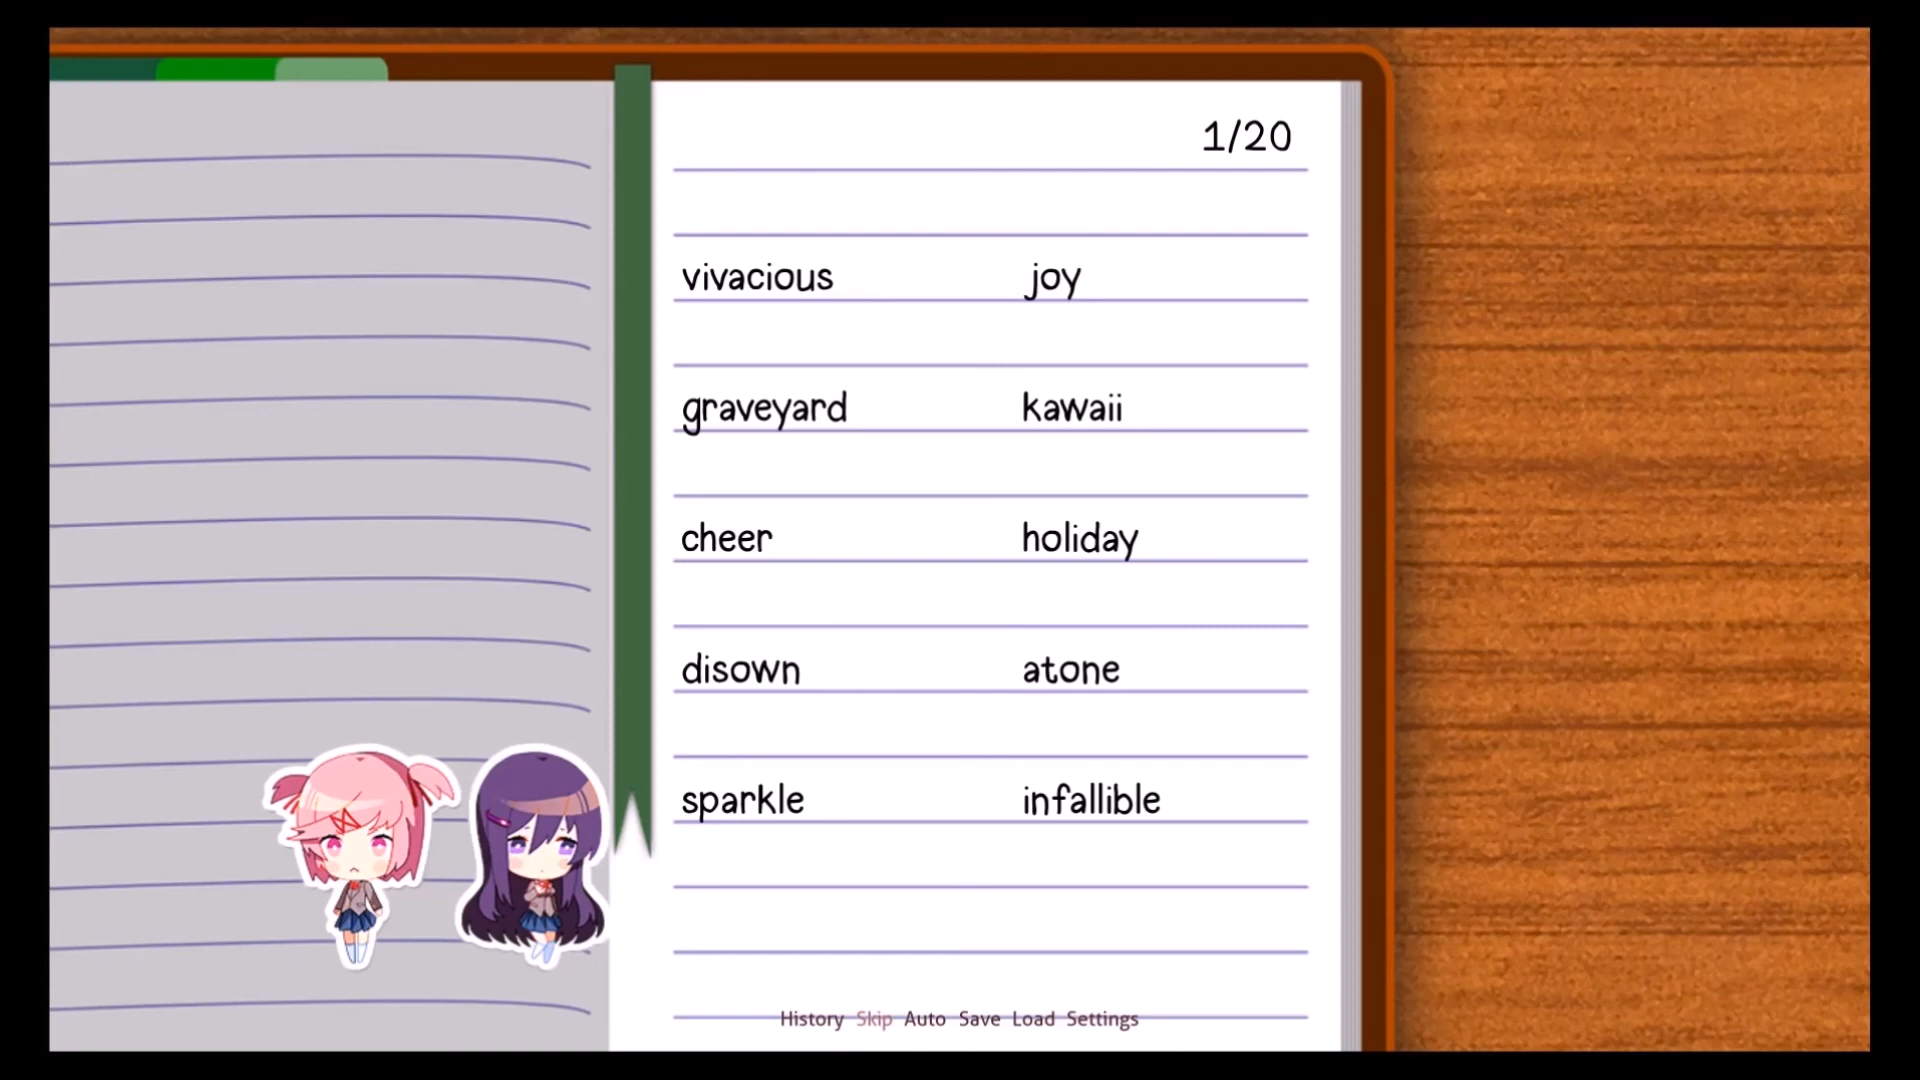 1/20
vivacious joy
graveyard kawaii
cheer holiday
disown atone
sparkle infallible
History Skip Auto Save Load Settings